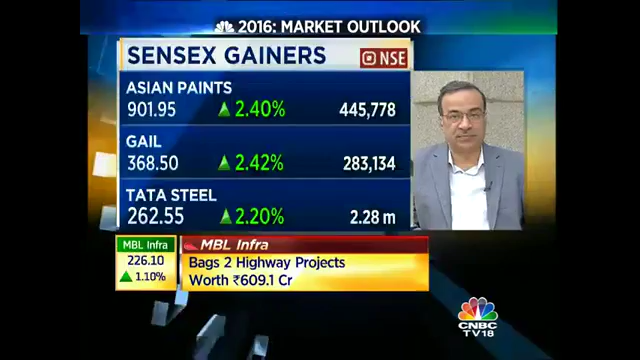 2016: MARKET OUTLOOK
SENSEX GAINERS
NSE
ASIAN PAINTS
901.95 2.40% 445,778
GAIL
368.50 2.42% 283,134
TATA STEEL
262.55 2.20% 2.28 m
MBL Infra
226.10
1.10%
MBL Infra
Bags 2 Highway Projects
Worth ₹609.1 Cr
CNBC
TV18